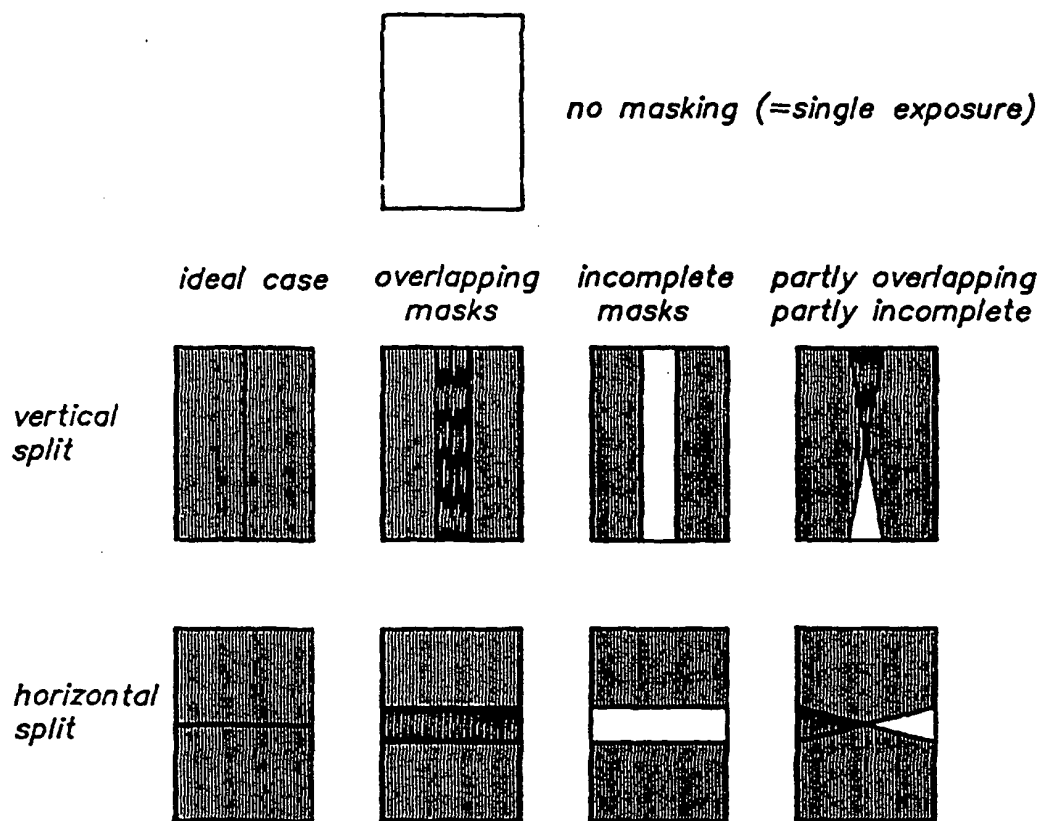 no masking (=single exposure)
ideal case
overlapping
masks
incomplete
masks
partly overlapping
partly incomplete
vertical
split
horizontal
split